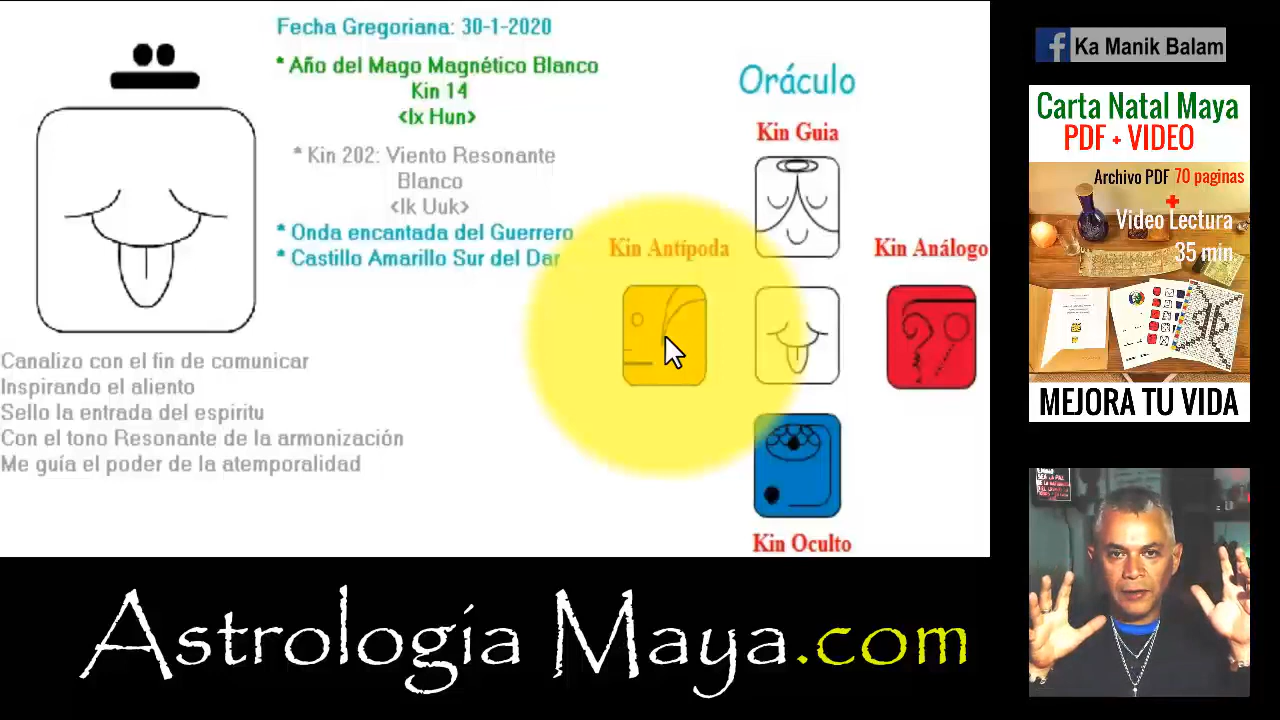 Fecha Gregoriana: 30-1-2020
* Año del Mago Magnético Blanco
Kin 14
<Ix Hun>
* Kin 202: Viento Resonante
Blanco
<Ik Uuk>
* Onda encantada del Guerrero
* Castillo Amarillo Sur del Dar
Canalizo con el fin de comunicar
Inspirando el aliento
Sello la entrada del espiritu
Con el tono Resonante de la armonización
Me guía el poder de la atemporalidad
Oráculo
Kin Guia
Kin Antípoda
Kin Análogo
Kin Oculto
Ka Manik Balam
Carta Natal Maya
PDF + VIDEO
Archivo PDF 70 paginas
+
Video Lectura
35 min
MEJORA TU VIDA
Astrología Maya.com